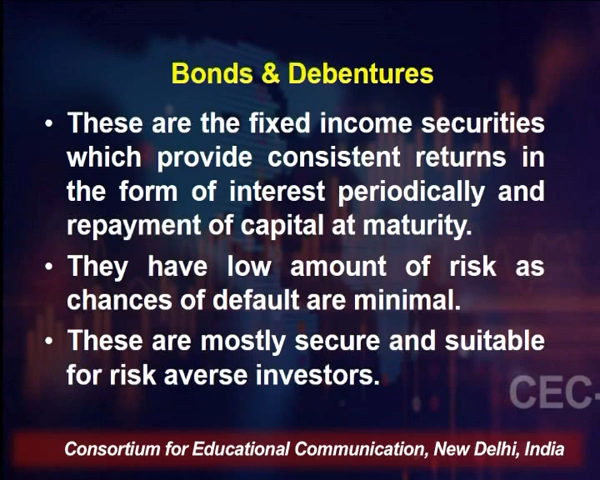 Bonds & Debentures
• These are the fixed income securities
which provide consistent returns in
the form of interest periodically and
repayment of capital at maturity.
• They have low amount of risk as
chances of default are minimal.
• These are mostly secure and suitable
for risk averse investors.
CEC-
Consortium for Educational Communication, New Delhi, India